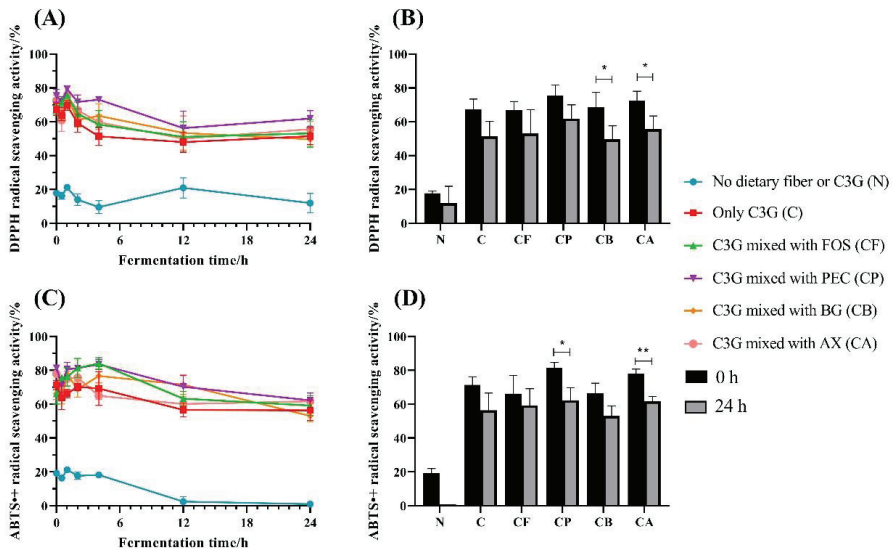 (A)
DPPH radical scavenging activity/%
100
80
60
40
20
0
0
6
12
18
24
Fermentation time/h
(B)
DPPH radical scavenging activity/%
100
80
60
40
20
0
*
*
N
C
CF
CP
CB
CA
(C)
ABTS•+ radical scavenging activity/%
100
80
60
40
20
0
0
6
12
18
24
Fermentation time/h
(D)
ABTS•+ radical scavenging activity/%
100
80
60
40
20
0
*
**
N
C
CF
CP
CB
CA
No dietary fiber or C3G (N)
Only C3G (C)
C3G mixed with FOS (CF)
C3G mixed with PEC (CP)
C3G mixed with BG (CB)
C3G mixed with AX (CA)
0 h
24 h